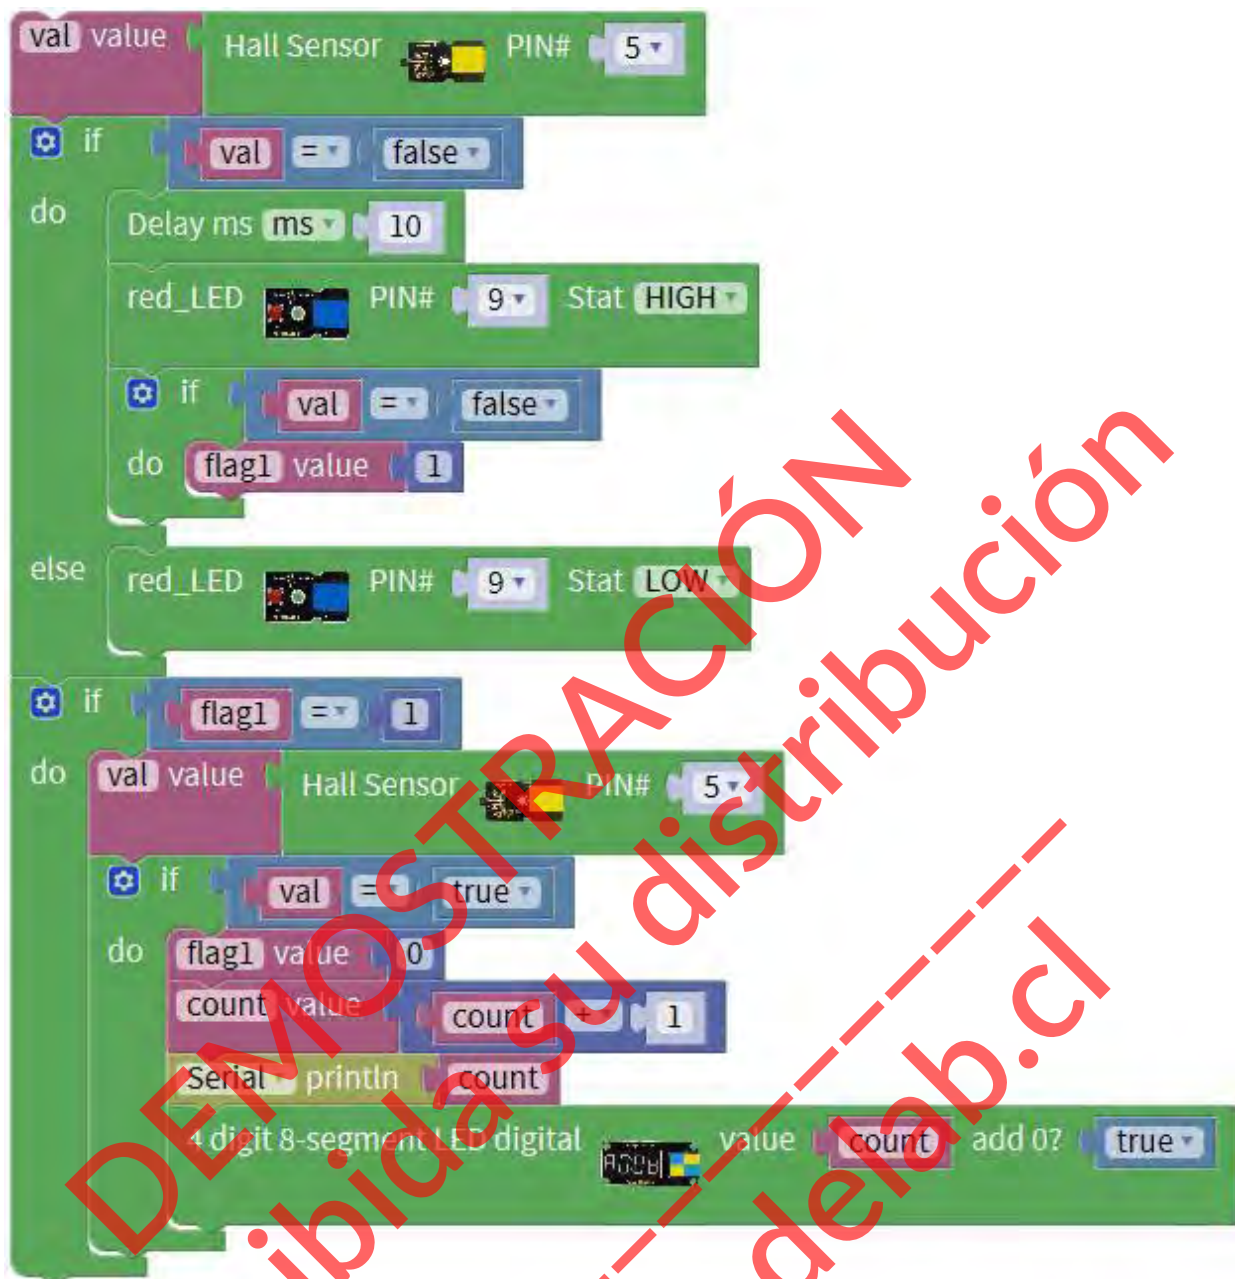 val value Hall Sensor PIN# 5
if val = false
do Delay ms ms 10
red_LED PIN# 9 Stat HIGH
if val = false
do flag1 value 1
else red_LED PIN# 9 Stat LOW
if flag1 = 1
do val value Hall Sensor PIN# 5
if val = true
do flag1 value 0
count value count + 1
Serial println count
4 digit 8-segment LED digital value count add 0? true
DEMOSTRACIÓN
ibida su distribución
delab.cl